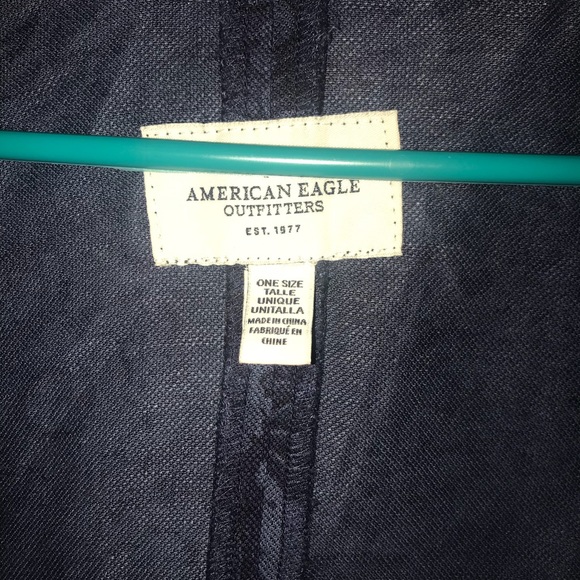 AMERICAN EAGLE
OUTFITTERS
EST. 1977
ONE SIZE
TALLE
UNIQUE
UNITALLA
MADE IN CHINA
FABRIQUÉ EN
CHINE